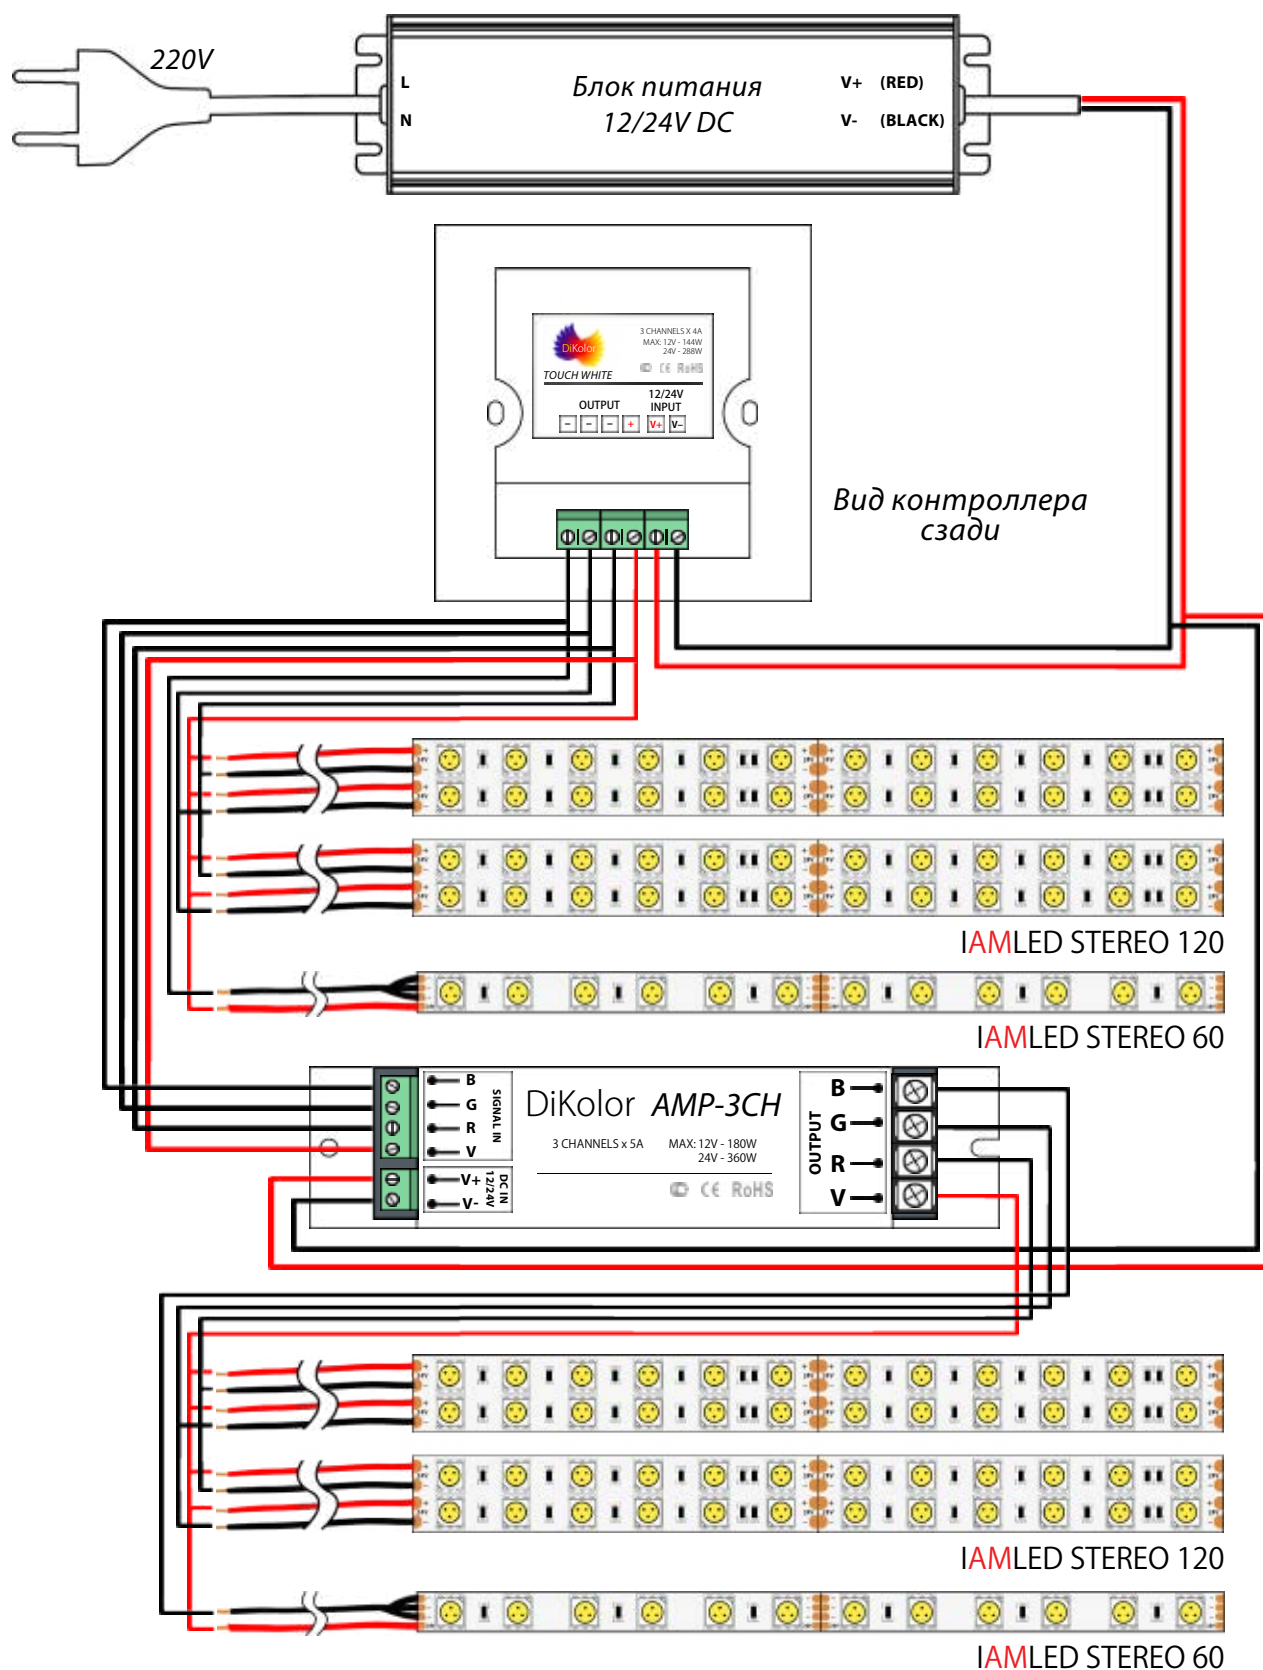 220V
L
N
Блок питания
12/24V DC
V+ (RED)
V- (BLACK)
DiKolor
3 CHANNELS X 4A
MAX: 12V - 144W
24V - 288W
CE RoHS
TOUCH WHITE
OUTPUT
12/24V
INPUT
− − − + V+ V−
Вид контроллера
сзади
IAMLED STEREO 120
IAMLED STEREO 60
B
G
R
V
SIGNAL IN
V+
V-
DC IN
12/24V
DiKolor AMP-3CH
3 CHANNELS x 5A
MAX: 12V - 180W
24V - 360W
CE RoHS
OUTPUT
B
G
R
V
IAMLED STEREO 120
IAMLED STEREO 60